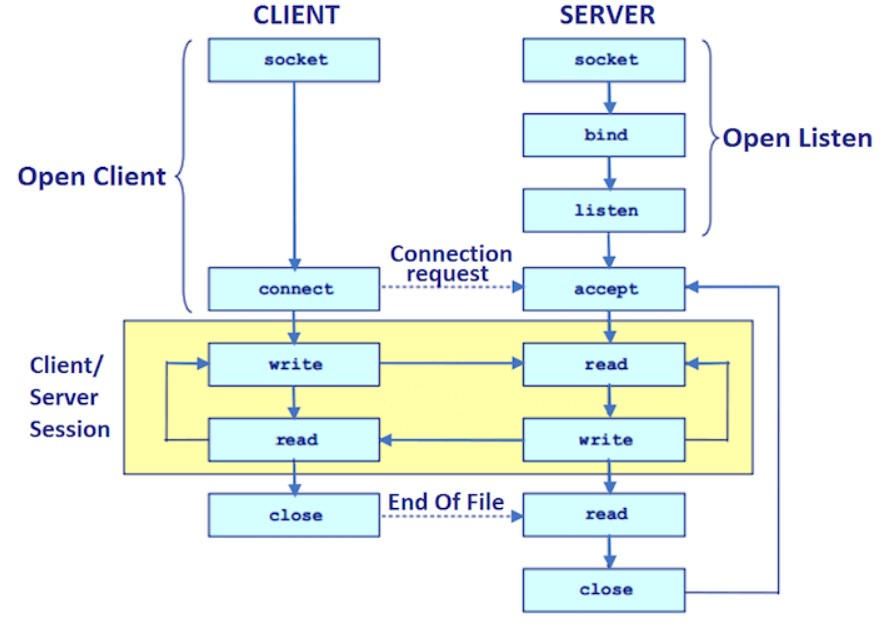 CLIENT
SERVER
socket
socket
bind
Open Listen
Open Client
listen
Connection
request
connect
accept
Client/
Server
Session
write
read
read
write
close
End Of File
read
close